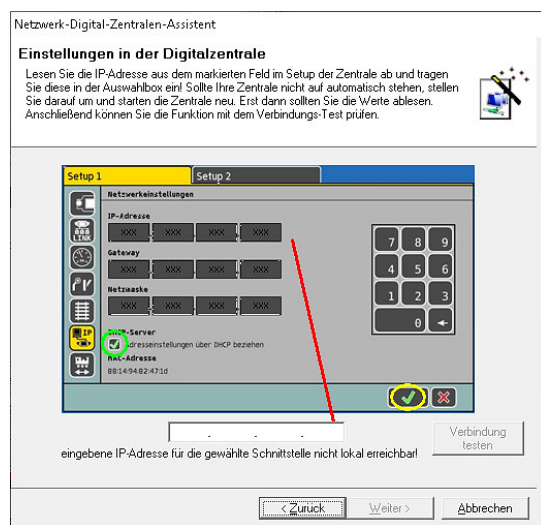 Netzwerk-Digital-Zentralen-Assistent
Einstellungen in der Digitalzentrale
Lesen Sie die IP-Adresse aus dem markierten Feld im Setup der Zentrale ab und tragen
Sie diese in der Auswahlbox ein! Sollte Ihre Zentrale nicht auf automatisch stehen, stellen
Sie darauf um und starten die Zentrale neu. Erst dann sollten Sie die Werte ablesen.
Anschließend können Sie die Funktion mit dem Verbindungs-Test prüfen.
Setup 1 Setup 2
Netzwerkeinstellungen
IP-Adresse
XXX . XXX . XXX . XXX
7 8 9
LINK
Gateway
XXX . XXX . XXX . XXX
4 5 6
Netzmaske
XXX . XXX . XXX . XXX
1 2 3
0
IP
DHCP-Server
Adresseinstellungen über DHCP beziehen
MAC-Adresse
08:14:94:82:47:1d
. . .
Verbindung
testen
eingebene IP-Adresse für die gewählte Schnittstelle nicht lokal erreichbar!
< Zurück Weiter > Abbrechen